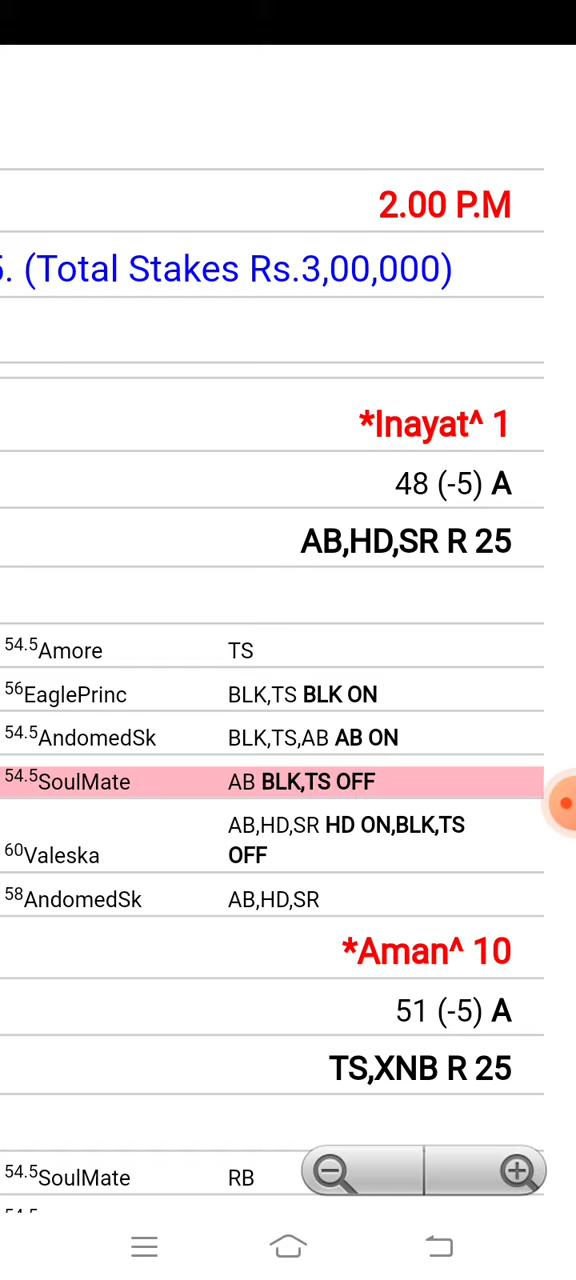 2.00 P.M
. (Total Stakes Rs.3,00,000)
*Inayat^ 1
48 (-5) A
AB,HD,SR R 25
54.5Amore TS
56EaglePrinc BLK,TS BLK ON
54.5AndomedSk BLK,TS,AB AB ON
54.5SoulMate AB BLK,TS OFF
60Valeska AB,HD,SR HD ON,BLK,TS OFF
58AndomedSk AB,HD,SR
*Aman^ 10
51 (-5) A
TS,XNB R 25
54.5SoulMate RB